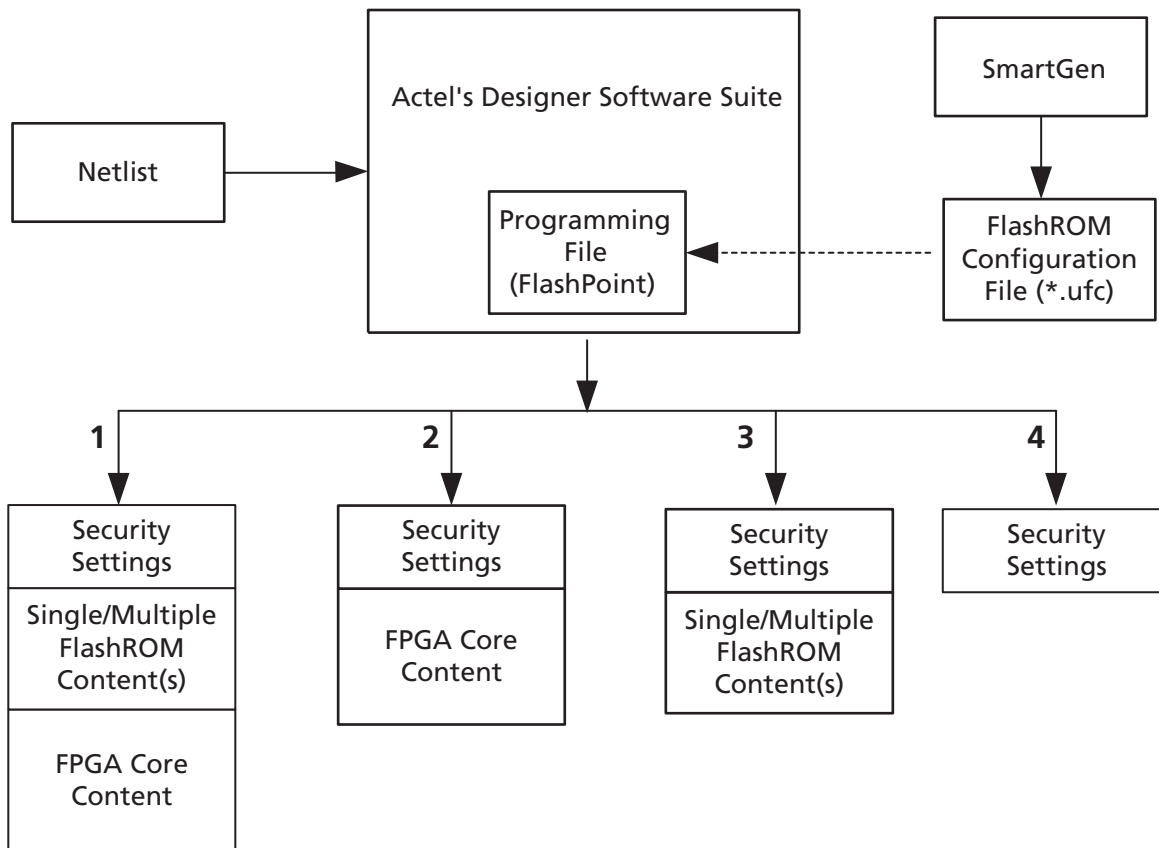 Actel's Designer Software Suite
SmartGen
Netlist
Programming
File
(FlashPoint)
FlashROM
Configuration
File (*.ufc)
1
2
3
4
Security
Settings
Single/Multiple
FlashROM
Content(s)
FPGA Core
Content
Security
Settings
FPGA Core
Content
Security
Settings
Single/Multiple
FlashROM
Content(s)
Security
Settings